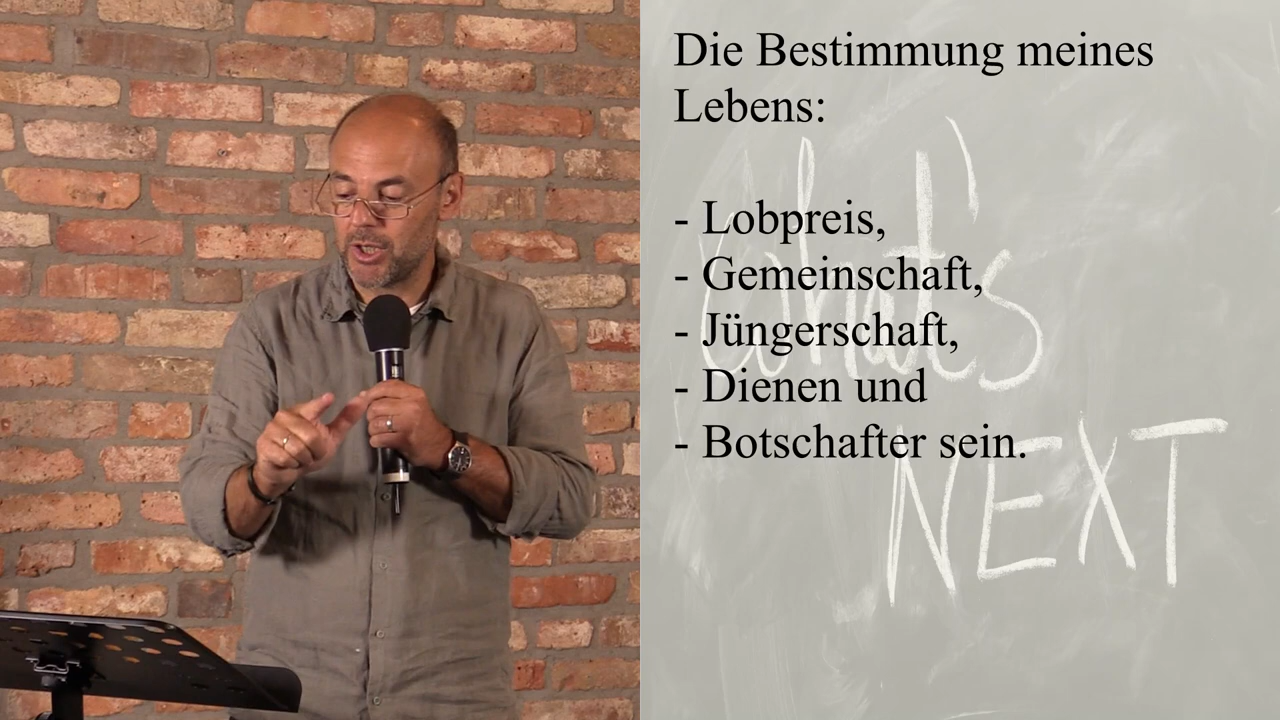 Die Bestimmung meines
Lebens:
- Lobpreis,
- Gemeinschaft,
- Jüngerschaft,
- Dienen und
- Botschafter sein.
What's
NEXT